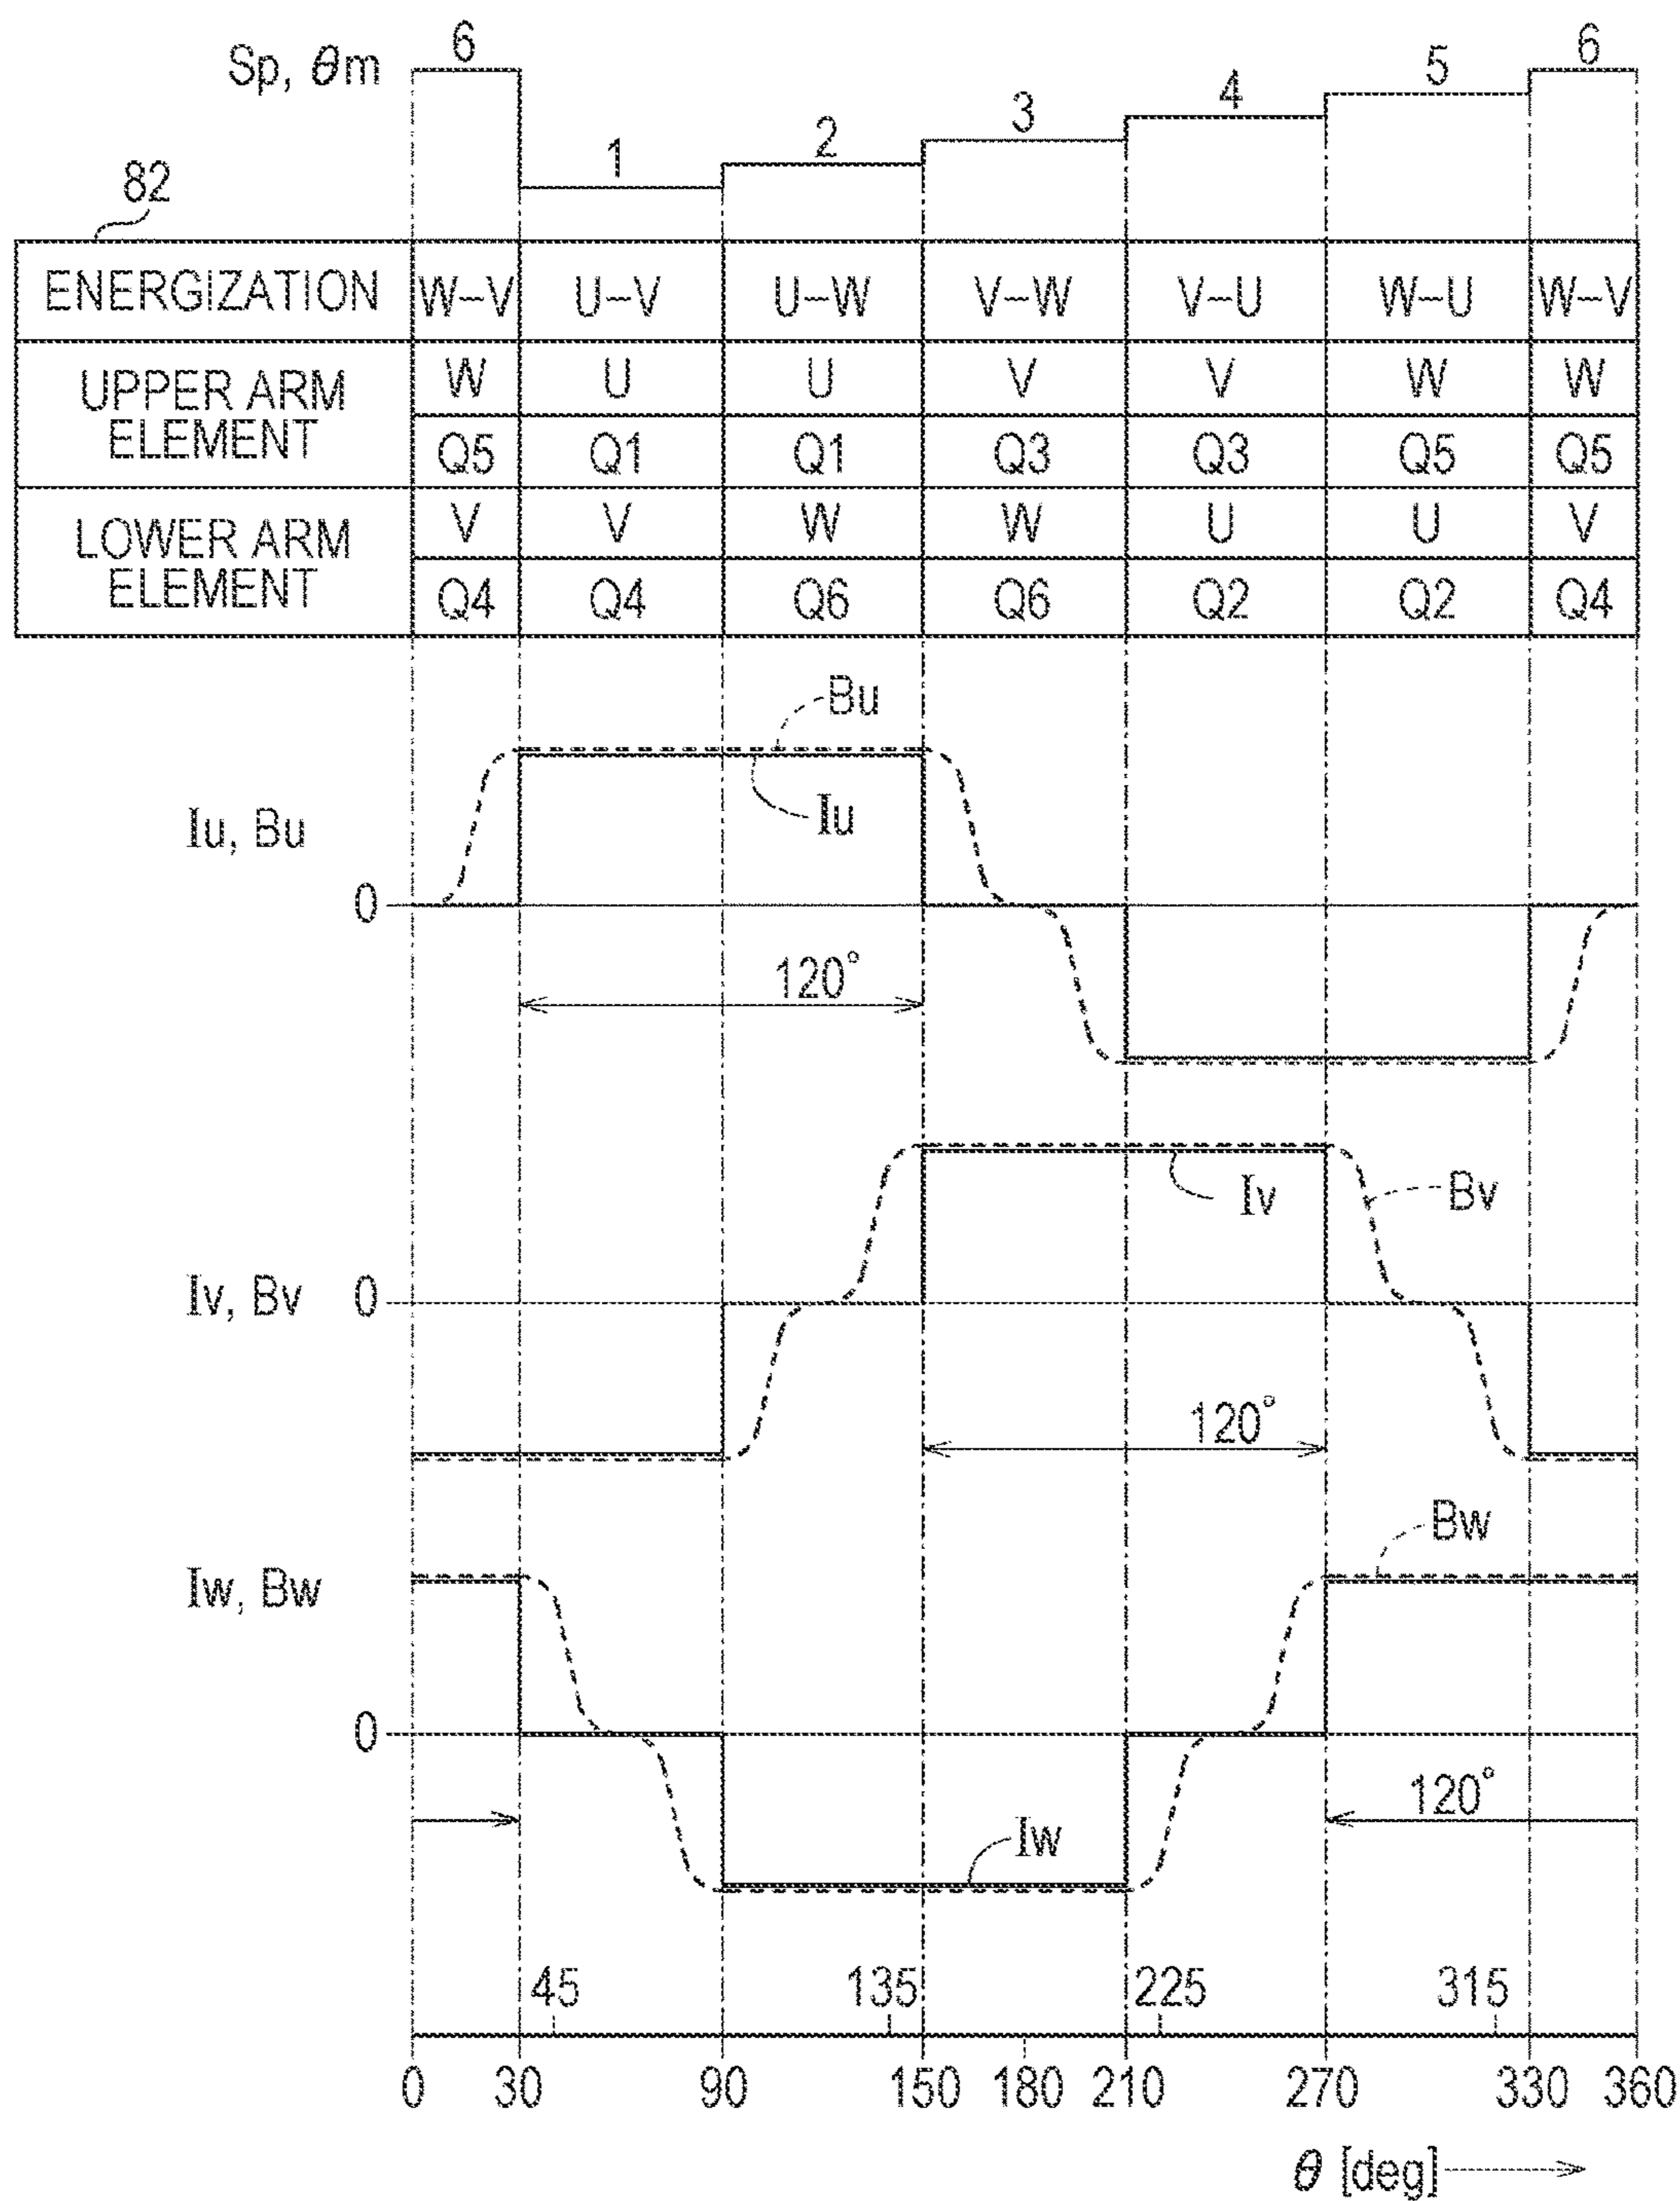 Sp, θm 6 1 2 3 4 5 6
82
ENERGIZATION W–V U–V U–W V–W V–U W–U W–V
UPPER ARM ELEMENT W U U V V W W
Q5 Q1 Q1 Q3 Q3 Q5 Q5
LOWER ARM ELEMENT V V W W U U V
Q4 Q4 Q6 Q6 Q2 Q2 Q4
Bu
Iu, Bu Iu
0
120°
Iv Bv
Iv, Bv 0
120°
Bw
Iw, Bw
0
120°
Iw
45 135 225 315
0 30 90 150 180 210 270 330 360
θ [deg]